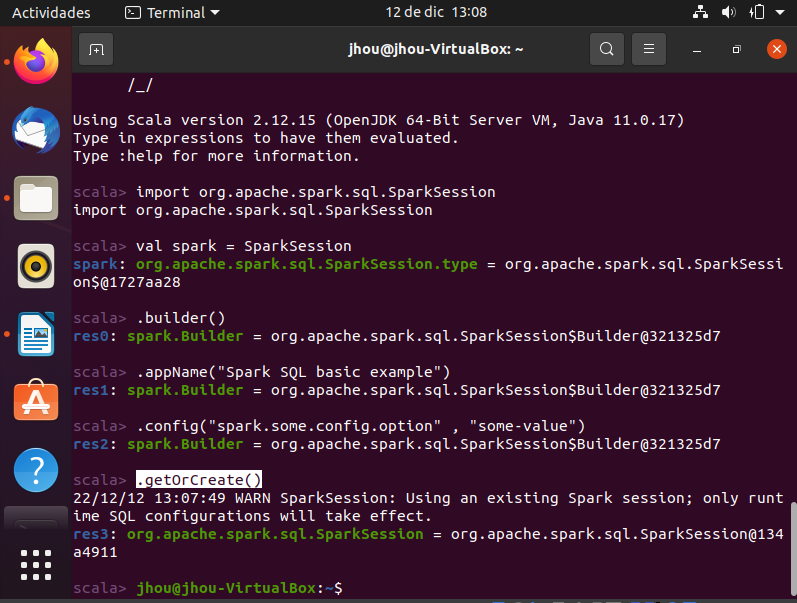 Actividades Terminal 12 de dic 13:08
jhou@jhou-VirtualBox: ~
/_/
Using Scala version 2.12.15 (OpenJDK 64-Bit Server VM, Java 11.0.17)
Type in expressions to have them evaluated.
Type :help for more information.
scala> import org.apache.spark.sql.SparkSession
import org.apache.spark.sql.SparkSession
scala> val spark = SparkSession
spark: org.apache.spark.sql.SparkSession.type = org.apache.spark.sql.SparkSessi
on$@1727aa28
scala> .builder()
res0: spark.Builder = org.apache.spark.sql.SparkSession$Builder@321325d7
scala> .appName("Spark SQL basic example")
res1: spark.Builder = org.apache.spark.sql.SparkSession$Builder@321325d7
scala> .config("spark.some.config.option" , "some-value")
res2: spark.Builder = org.apache.spark.sql.SparkSession$Builder@321325d7
scala> .getOrCreate()
22/12/12 13:07:49 WARN SparkSession: Using an existing Spark session; only runt
ime SQL configurations will take effect.
res3: org.apache.spark.sql.SparkSession = org.apache.spark.sql.SparkSession@134
a4911
scala> jhou@jhou-VirtualBox:~$